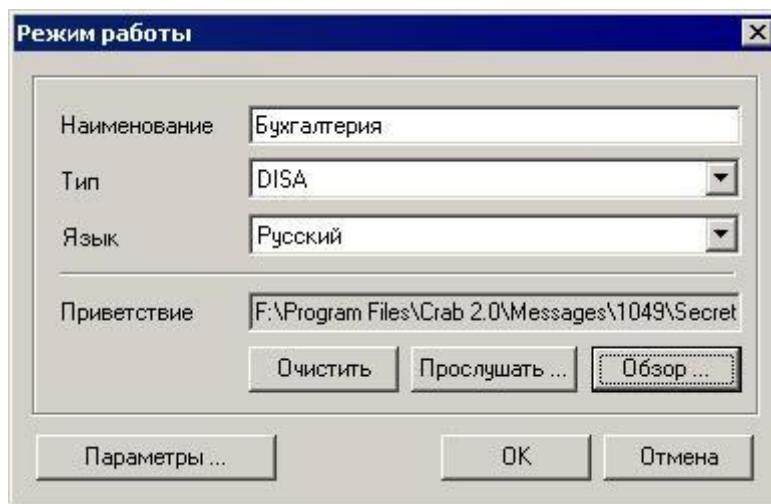 Режим работы
Наименование Бухгалтерия
Тип DISA
Язык Русский
Приветствие F:\Program Files\Crab 2.0\Messages\1049\Secret
Очистить Прослушать ... Обзор ...
Параметры ... OK Отмена